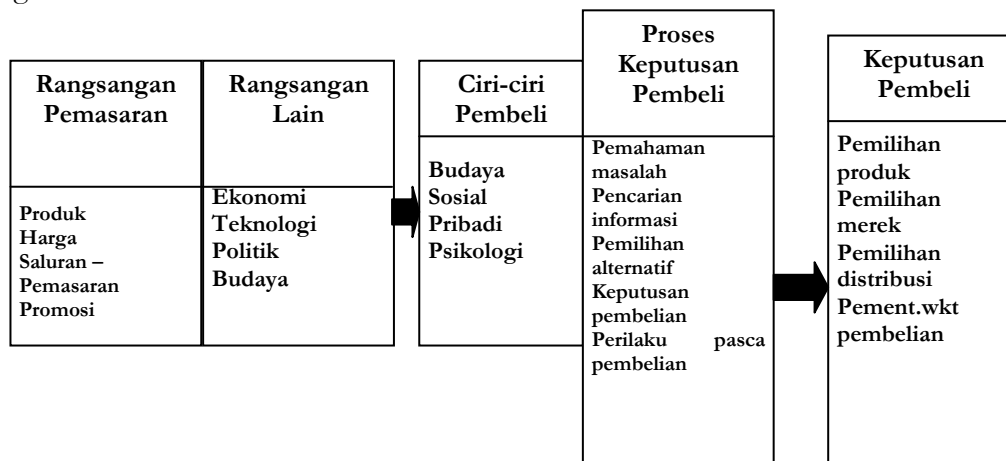 Rangsangan
Pemasaran
Produk
Harga
Saluran –
Pemasaran
Promosi
Rangsangan
Lain
Ekonomi
Teknologi
Politik
Budaya
Ciri-ciri
Pembeli
Budaya
Sosial
Pribadi
Psikologi
Proses
Keputusan
Pembeli
Pemahaman
masalah
Pencarian
informasi
Pemilihan
alternatif
Keputusan
pembelian
Perilaku pasca
pembelian
Keputusan
Pembeli
Pemilihan
produk
Pemilihan
merek
Pemilihan
distribusi
Pement.wkt
pembelian